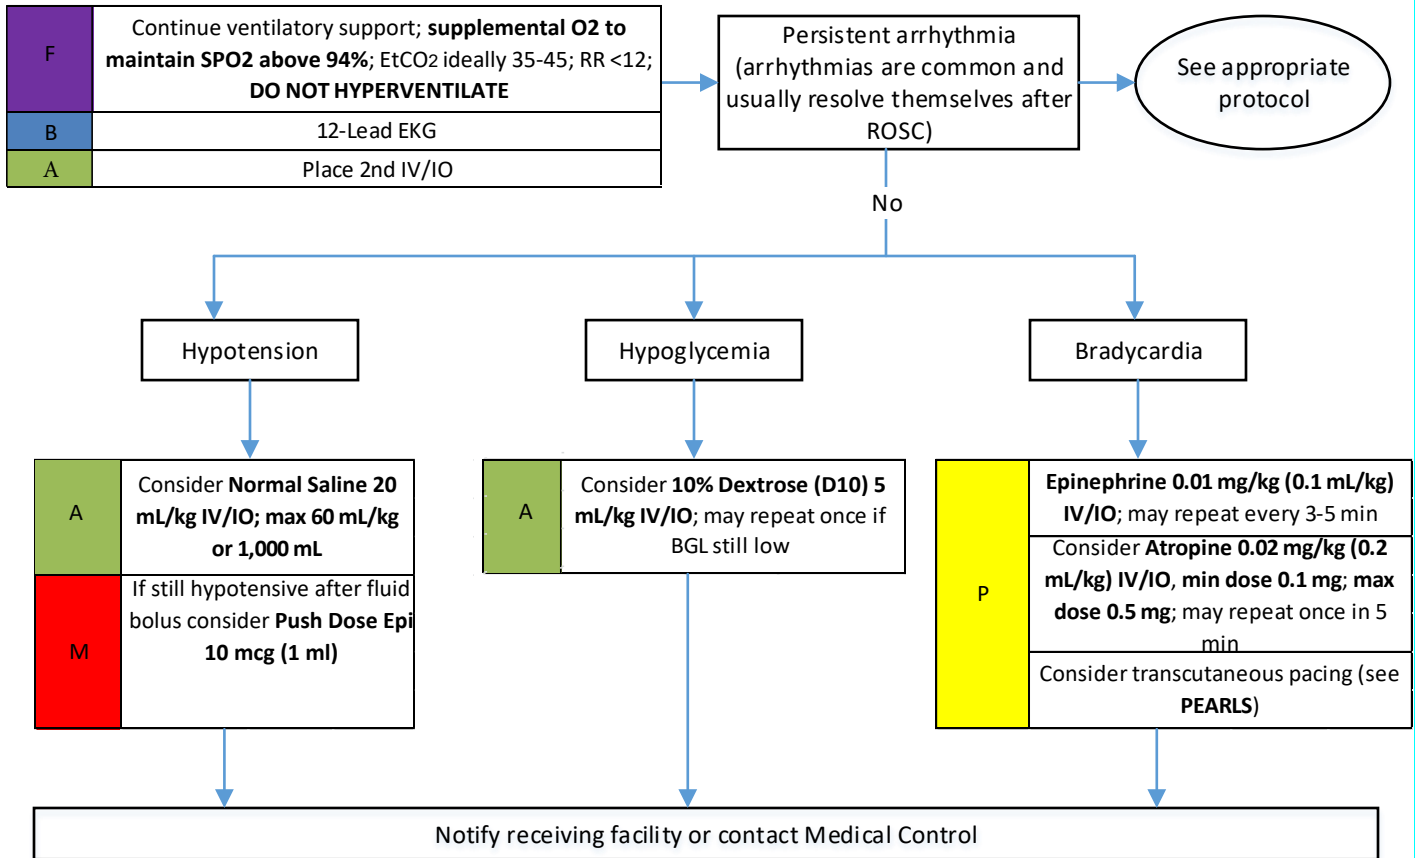 F
Continue ventilatory support; supplemental O2 to
maintain SPO2 above 94%; EtCO2 ideally 35-45; RR <12;
DO NOT HYPERVENTILATE
B
12-Lead EKG
A
Place 2nd IV/IO
Persistent arrhythmia
(arrhythmias are common and
usually resolve themselves after
ROSC)
See appropriate
protocol
No
Hypotension
Hypoglycemia
Bradycardia
A
Consider Normal Saline 20
mL/kg IV/IO; max 60 mL/kg
or 1,000 mL
M
If still hypotensive after fluid
bolus consider Push Dose Epi
10 mcg (1 ml)
A
Consider 10% Dextrose (D10) 5
mL/kg IV/IO; may repeat once if
BGL still low
P
Epinephrine 0.01 mg/kg (0.1 mL/kg)
IV/IO; may repeat every 3-5 min
Consider Atropine 0.02 mg/kg (0.2
mL/kg) IV/IO, min dose 0.1 mg; max
dose 0.5 mg; may repeat once in 5
min
Consider transcutaneous pacing (see
PEARLS)
Notify receiving facility or contact Medical Control